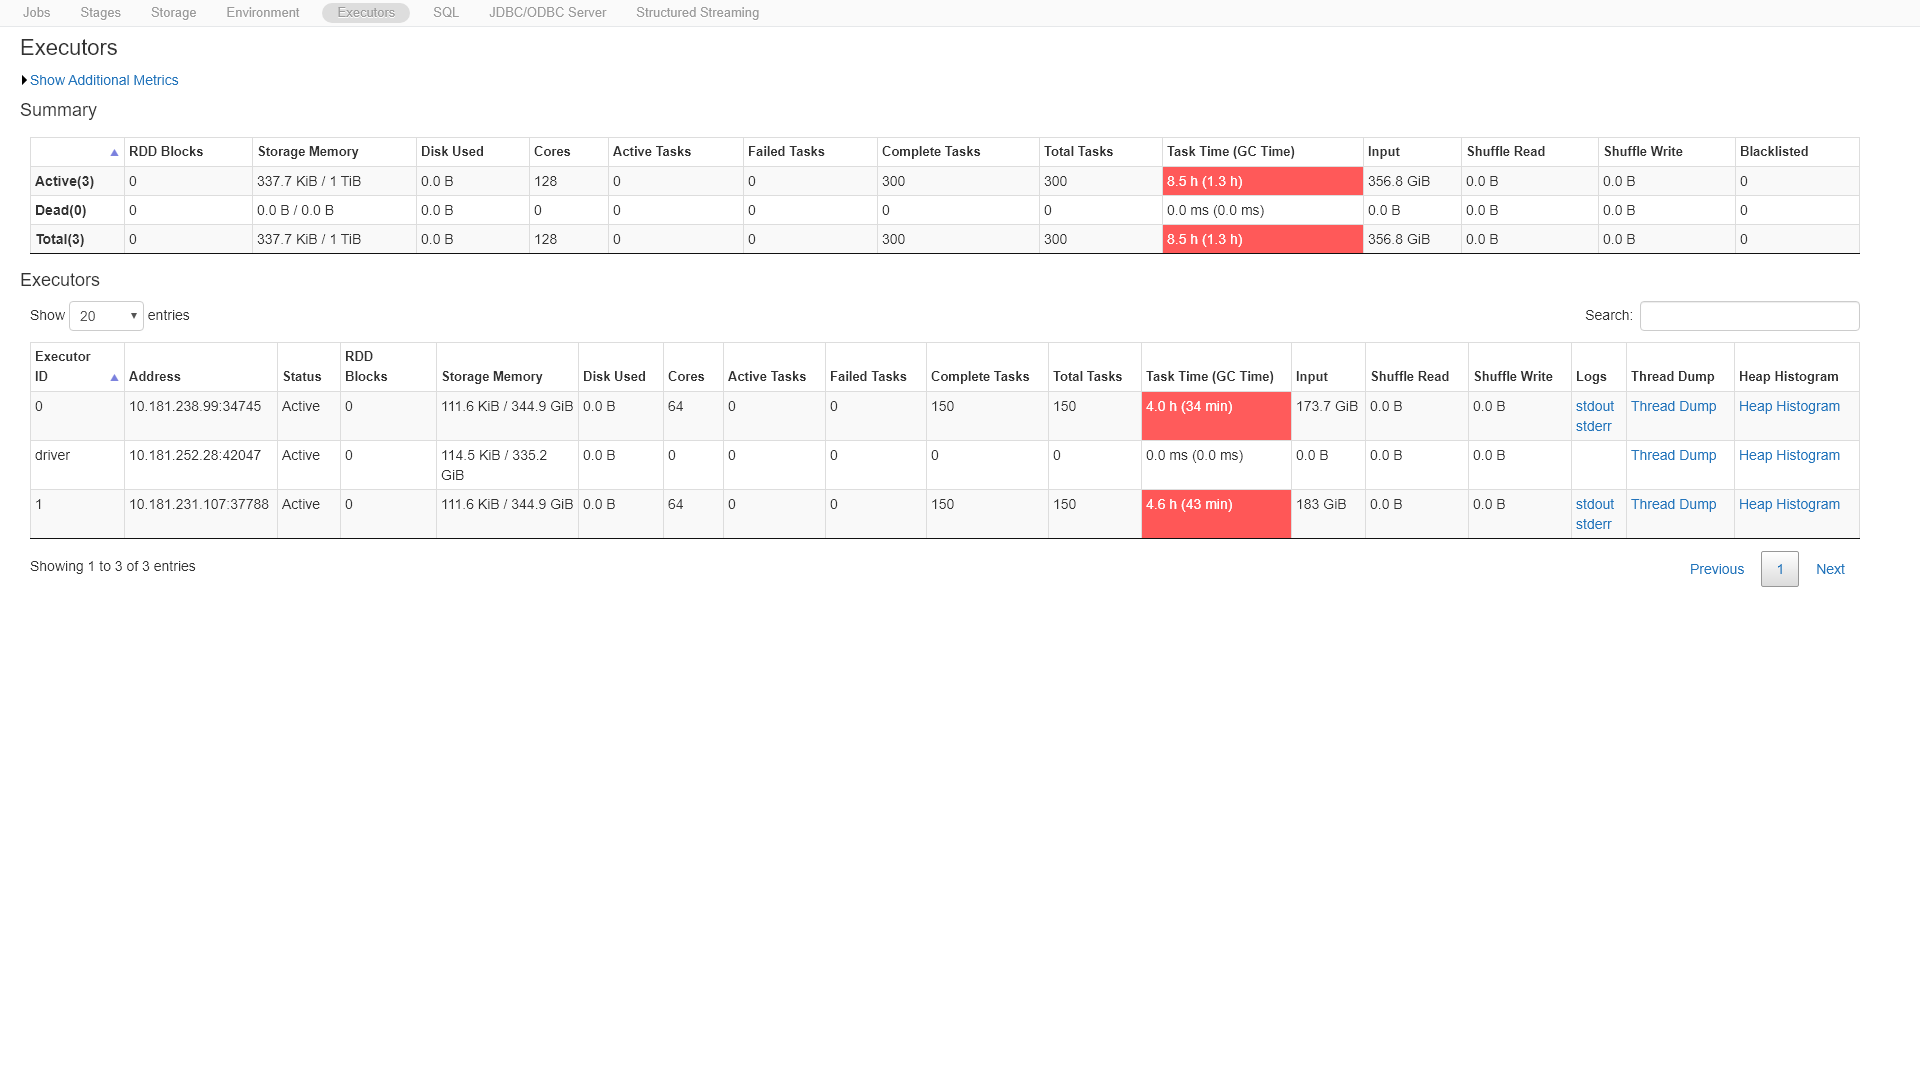 Jobs Stages Storage Environment Executors SQL JDBC/ODBC Server Structured Streaming
Executors
Show Additional Metrics
Summary
RDD Blocks Storage Memory Disk Used Cores Active Tasks Failed Tasks Complete Tasks Total Tasks Task Time (GC Time) Input Shuffle Read Shuffle Write Blacklisted
Active(3) 0 337.7 KiB / 1 TiB 0.0 B 128 0 0 300 300 8.5 h (1.3 h) 356.8 GiB 0.0 B 0.0 B 0
Dead(0) 0 0.0 B / 0.0 B 0.0 B 0 0 0 0 0 0.0 ms (0.0 ms) 0.0 B 0.0 B 0.0 B 0
Total(3) 0 337.7 KiB / 1 TiB 0.0 B 128 0 0 300 300 8.5 h (1.3 h) 356.8 GiB 0.0 B 0.0 B 0
Executors
Show 20 entries Search:
Executor RDD
ID Address Status Blocks Storage Memory Disk Used Cores Active Tasks Failed Tasks Complete Tasks Total Tasks Task Time (GC Time) Input Shuffle Read Shuffle Write Logs Thread Dump Heap Histogram
0 10.181.238.99:34745 Active 0 111.6 KiB / 344.9 GiB 0.0 B 64 0 0 150 150 4.0 h (34 min) 173.7 GiB 0.0 B 0.0 B stdout Thread Dump Heap Histogram
stderr
driver 10.181.252.28:42047 Active 0 114.5 KiB / 335.2 0.0 B 0 0 0 0 0 0.0 ms (0.0 ms) 0.0 B 0.0 B 0.0 B Thread Dump Heap Histogram
GiB
1 10.181.231.107:37788 Active 0 111.6 KiB / 344.9 GiB 0.0 B 64 0 0 150 150 4.6 h (43 min) 183 GiB 0.0 B 0.0 B stdout Thread Dump Heap Histogram
stderr
Showing 1 to 3 of 3 entries Previous 1 Next